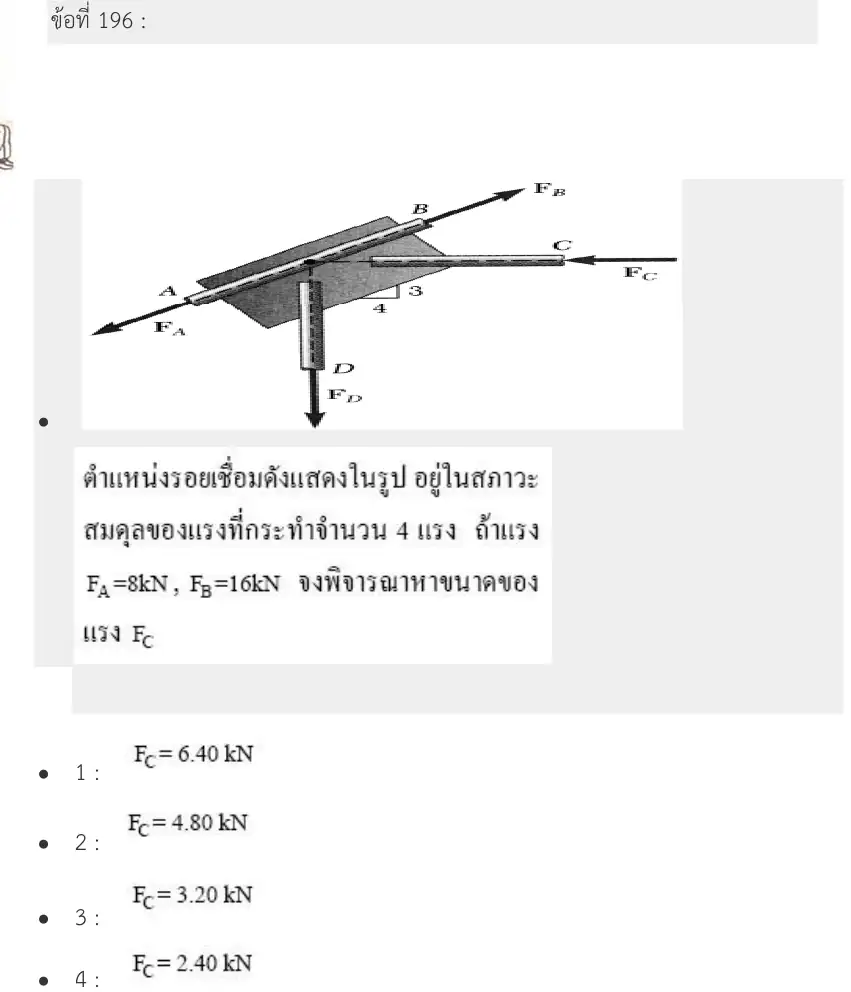 ข้อที่ 196 :
F_B
B
C
F_C
A
3
4
F_A
D
F_D
ตำแหน่งรอยเชื่อมดังแสดงในรูป อยู่ในสภาวะ
สมดุลของแรงที่กระทำจำนวน 4 แรง ถ้าแรง
F_A=8kN , F_B=16kN จงพิจารณาหาขนาดของ
แรง F_C
• 1 : F_C = 6.40 kN
• 2 : F_C = 4.80 kN
• 3 : F_C = 3.20 kN
• 4 : F_C = 2.40 kN